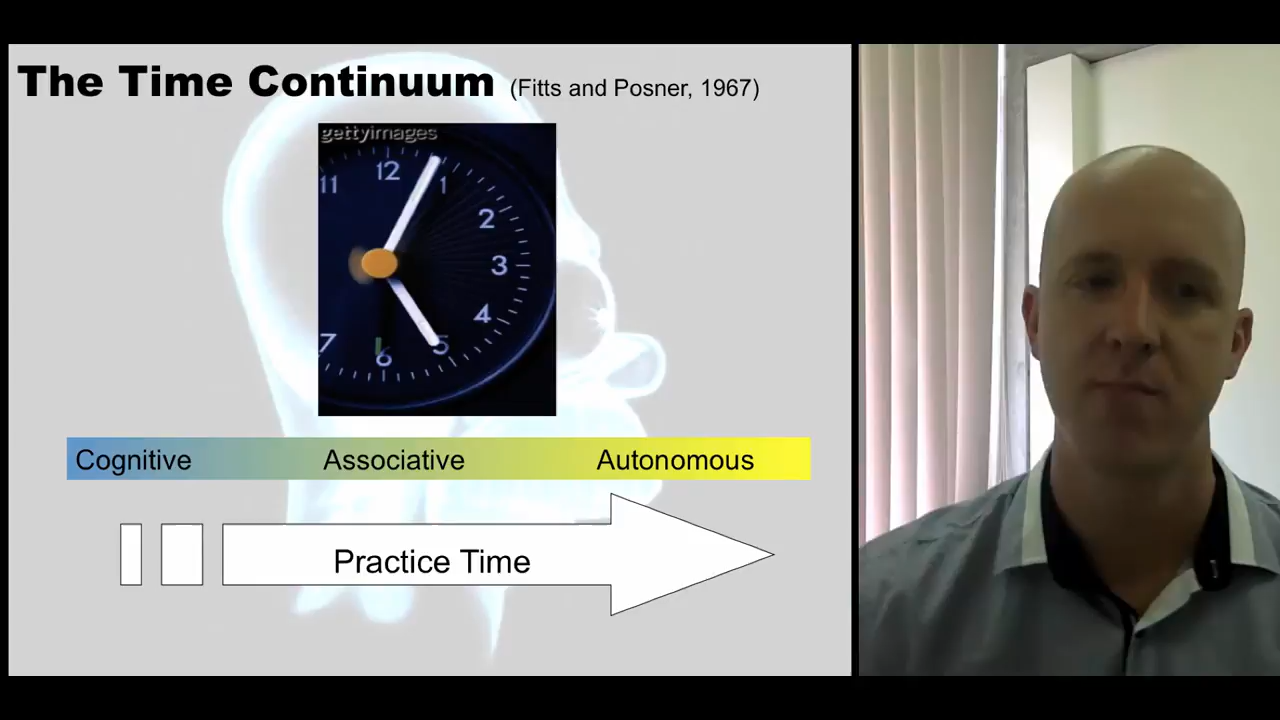 The Time Continuum (Fitts and Posner, 1967)
gettyimages
12
11
1
2
3
4
5
6
7
Cognitive Associative Autonomous
Practice Time